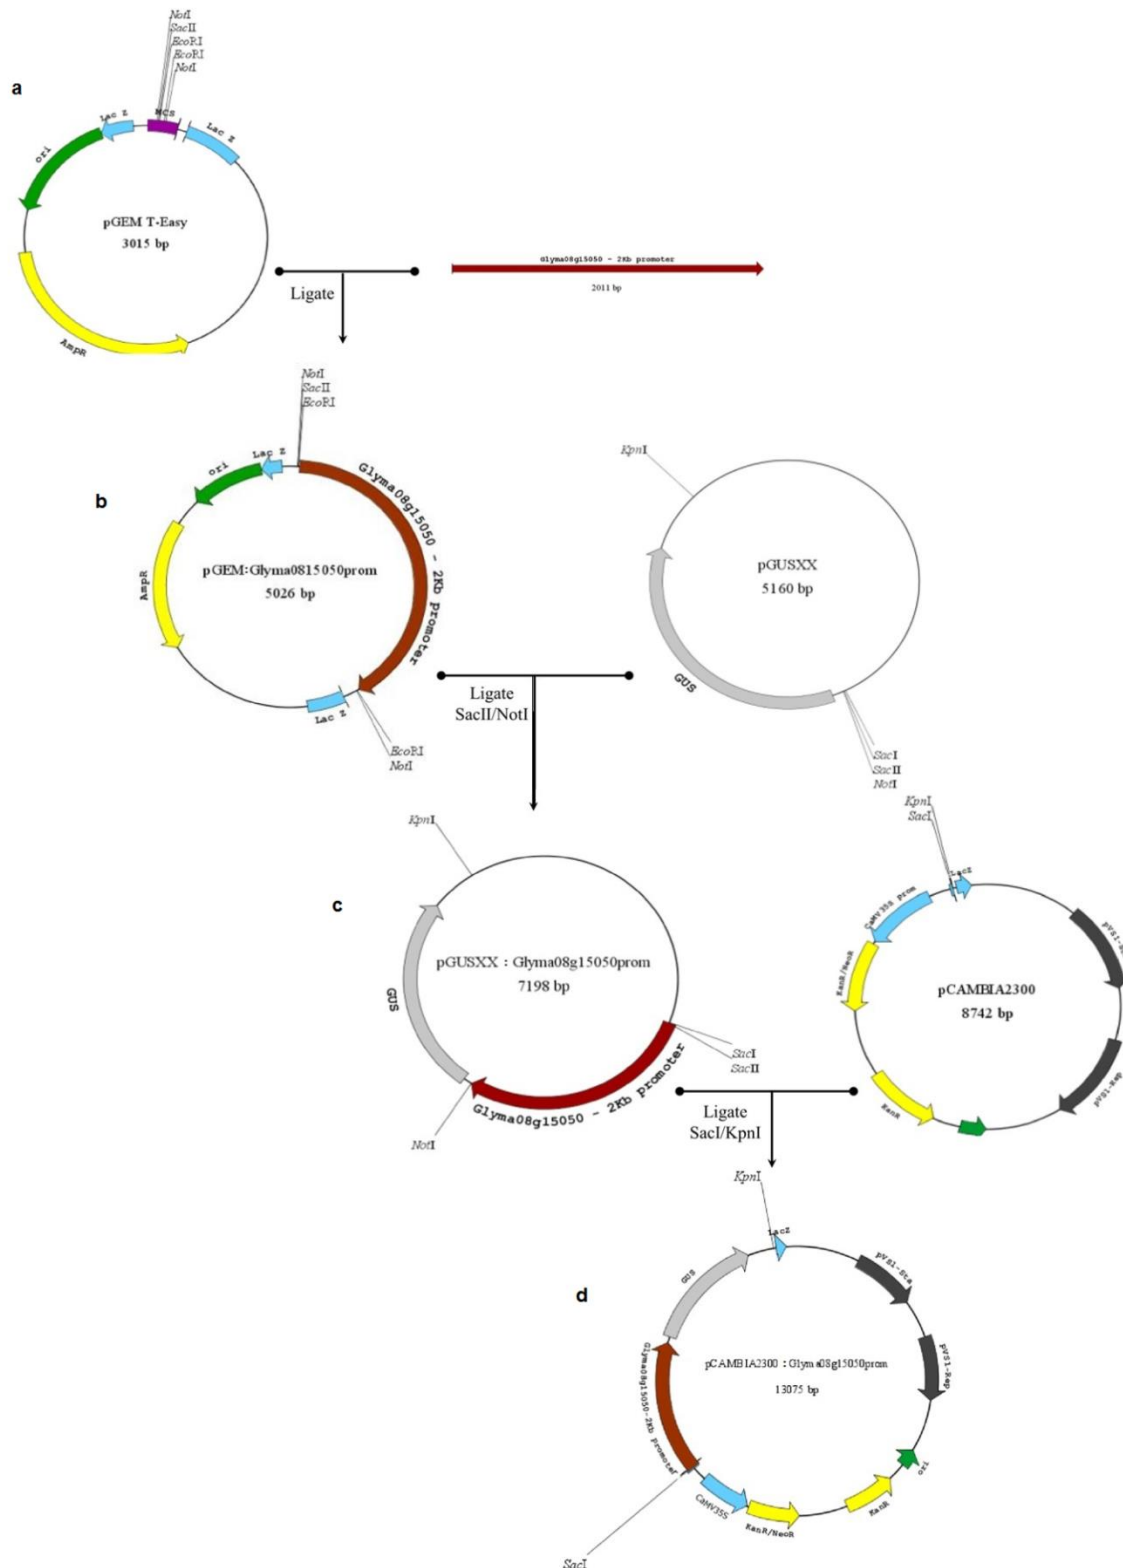 NotI
SacII
EcoRI
EcoRI
NotI
a
Lac Z
MCS
Lac Z
ori
pGEM T-Easy
3015 bp
AmpR
Glyma08g15050 - 2Kb promoter
2011 bp
Ligate
NotI
SacII
EcoRI
b
Lac Z
ori
AmpR
Glyma08g15050 - 2Kb promoter
pGEM:Glyma0815050prom
5026 bp
Lac Z
EcoRI
NotI
KpnI
pGUSXX
5160 bp
GUS
SacI
SacII
NotI
Ligate
SacII/NotI
c
KpnI
GUS
pGUSXX : Glyma08g15050prom
7198 bp
SacI
SacII
Glyma08g15050 - 2Kb promoter
NotI
KpnI
SacI
LacZ
CaMV35S prom
KanR/NeoR
pCAMBIA2300
8742 bp
KanR
pVS1-Rep
Ligate
SacI/KpnI
d
KpnI
LacZ
GUS
pVS1-Sta
pVS1-Rep
pCAMBIA2300 : Glyma08g15050prom
13075 bp
Glyma08g15050-2Kb promoter
CaMV35S
KanR/NeoR
KanR
ori
SacI